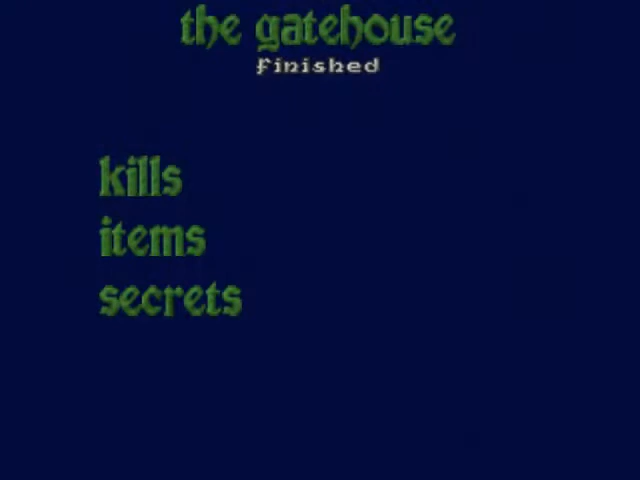 the gatehouse
finished
kills
items
secrets